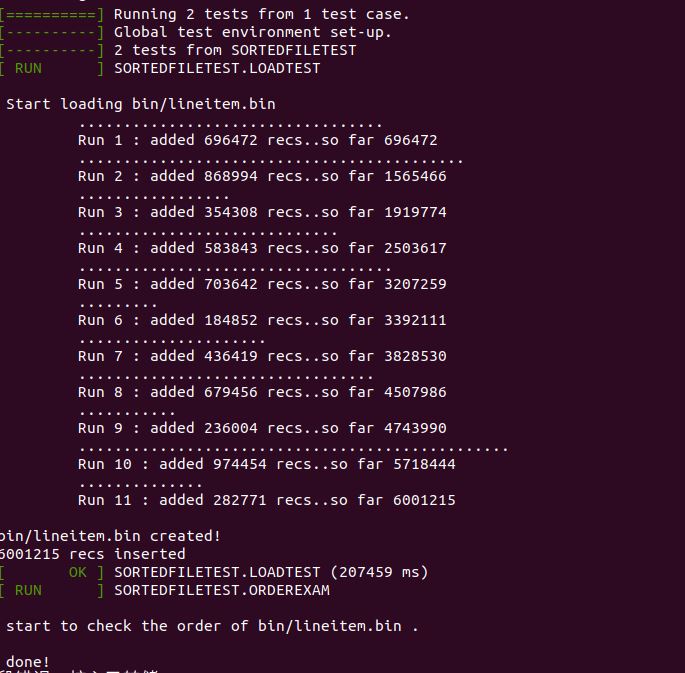 [==========] Running 2 tests from 1 test case.
[----------] Global test environment set-up.
[----------] 2 tests from SORTEDFILETEST
[ RUN      ] SORTEDFILETEST.LOADTEST
Start loading bin/lineitem.bin
..................................
Run 1 : added 696472 recs..so far 696472
...........................................
Run 2 : added 868994 recs..so far 1565466
.................
Run 3 : added 354308 recs..so far 1919774
.............................
Run 4 : added 583843 recs..so far 2503617
...................................
Run 5 : added 703642 recs..so far 3207259
.........
Run 6 : added 184852 recs..so far 3392111
.....................
Run 7 : added 436419 recs..so far 3828530
.................................
Run 8 : added 679456 recs..so far 4507986
...........
Run 9 : added 236004 recs..so far 4743990
................................................
Run 10 : added 974454 recs..so far 5718444
..............
Run 11 : added 282771 recs..so far 6001215
bin/lineitem.bin created!
6001215 recs inserted
[       OK ] SORTEDFILETEST.LOADTEST (207459 ms)
[ RUN      ] SORTEDFILETEST.ORDEREXAM
start to check the order of bin/lineitem.bin .
done!